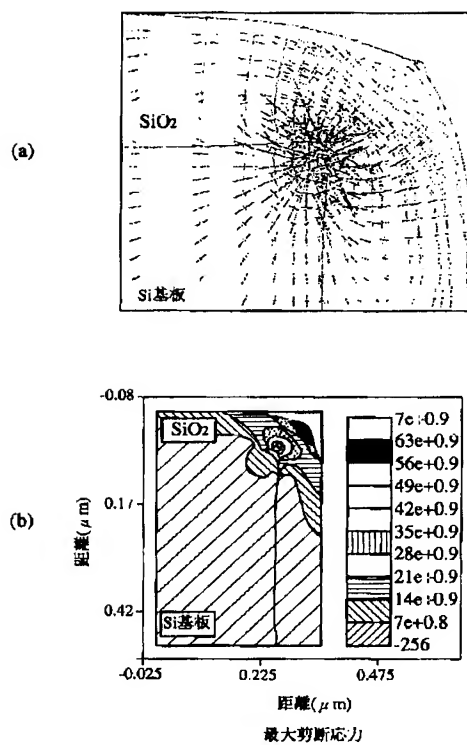 (a)
SiO₂
Si基板
(b)
-0.08
0.17
0.42
距離(μm)
SiO₂
Si基板
-0.025
0.225
0.475
距離(μm)
最大剪断応力
7e+0.9
63e+0.9
56e+0.9
49e+0.9
42e+0.9
35e+0.9
28e+0.9
21e+0.9
14e+0.9
7e+0.8
-256